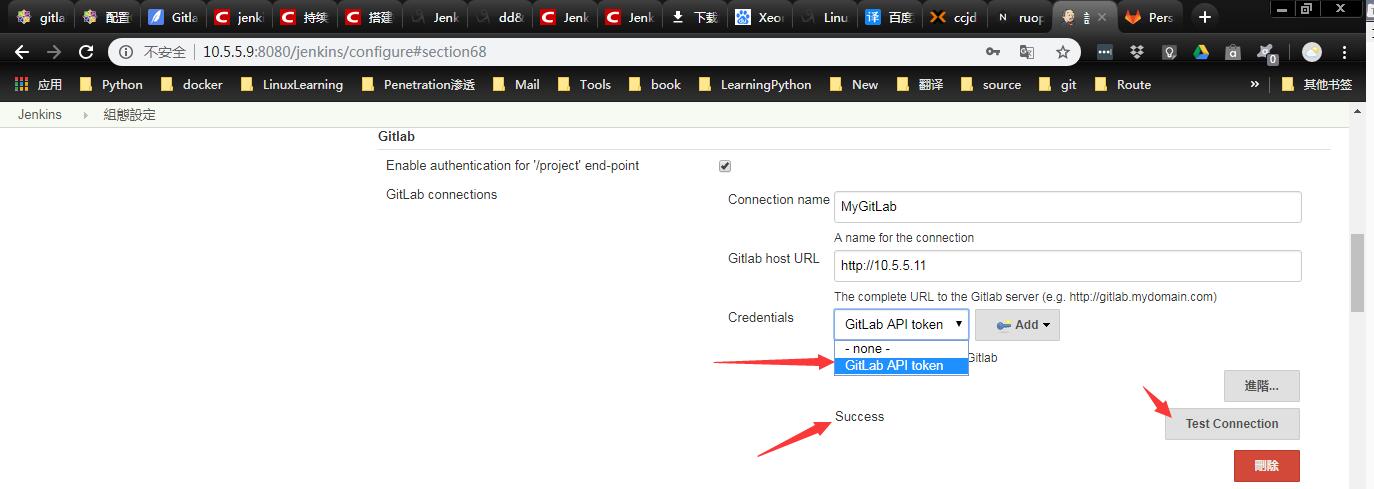 gitla 配置 Gitla jenki 持续 搭建 Jenk dd& Jenk Jenk 下载 Xeor Linu 百度 ccjd ruop Pers
不安全 10.5.5.9:8080/jenkins/configure#section68
应用 Python docker LinuxLearning Penetration渗透 Mail Tools book LearningPython New 翻译 source git Route » 其他书签
Jenkins 組態設定
Gitlab
Enable authentication for '/project' end-point
GitLab connections
Connection name MyGitLab
A name for the connection
Gitlab host URL http://10.5.5.11
The complete URL to the Gitlab server (e.g. http://gitlab.mydomain.com)
Credentials GitLab API token Add
- none -
GitLab API token Gitlab
進階...
Success Test Connection
刪除